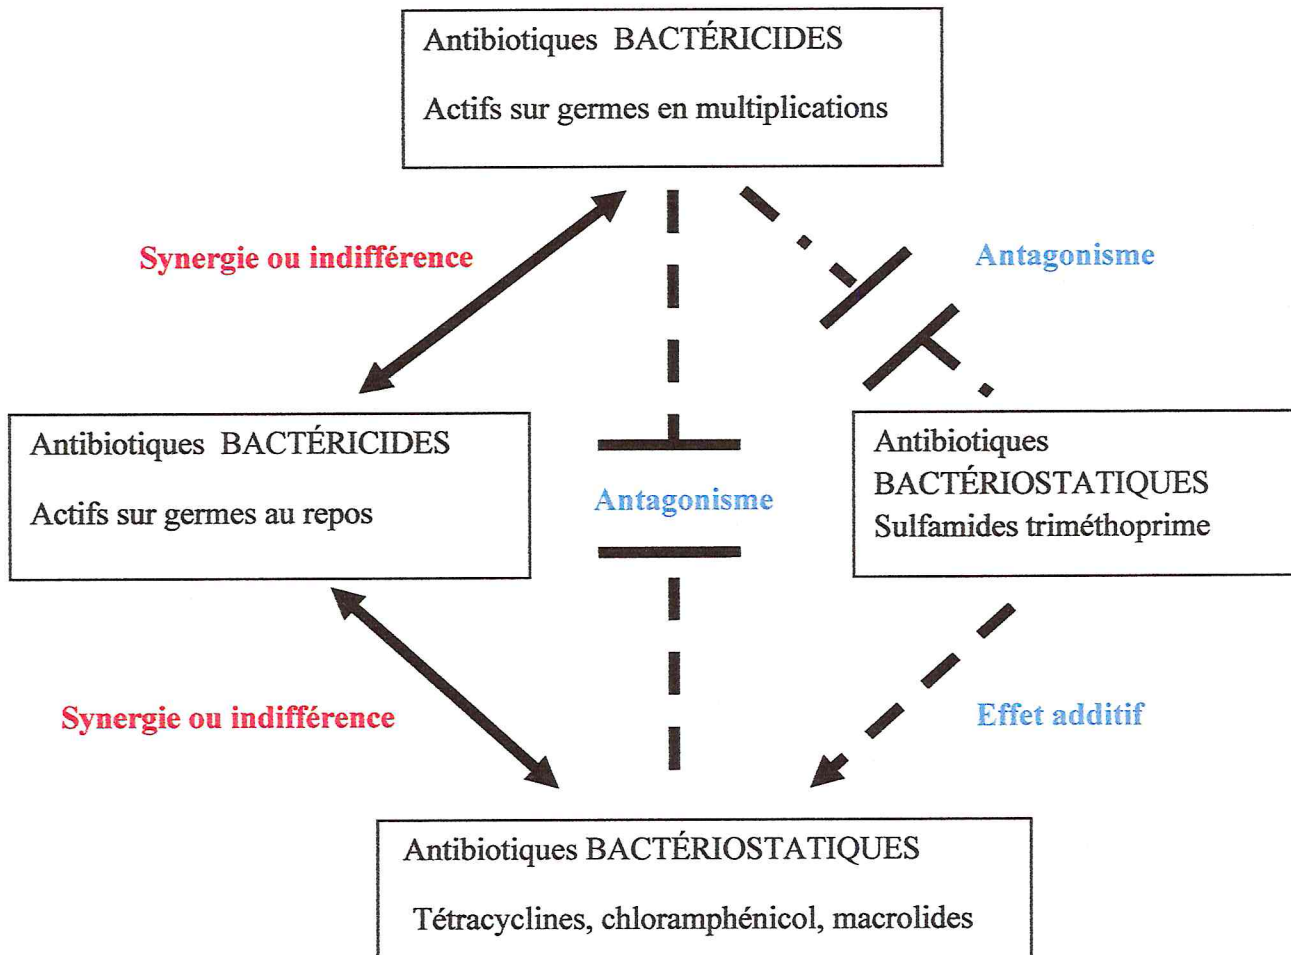 Antibiotiques BACTÉRICIDES
Actifs sur germes en multiplications
Synergie ou indifférence
Antagonisme
Antibiotiques BACTÉRICIDES
Actifs sur germes au repos
Antagonisme
Antibiotiques
BACTÉRIOSTATIQUES
Sulfamides triméthoprime
Synergie ou indifférence
Effet additif
Antibiotiques BACTÉRIOSTATIQUES
Tétracyclines, chloramphénicol, macrolides